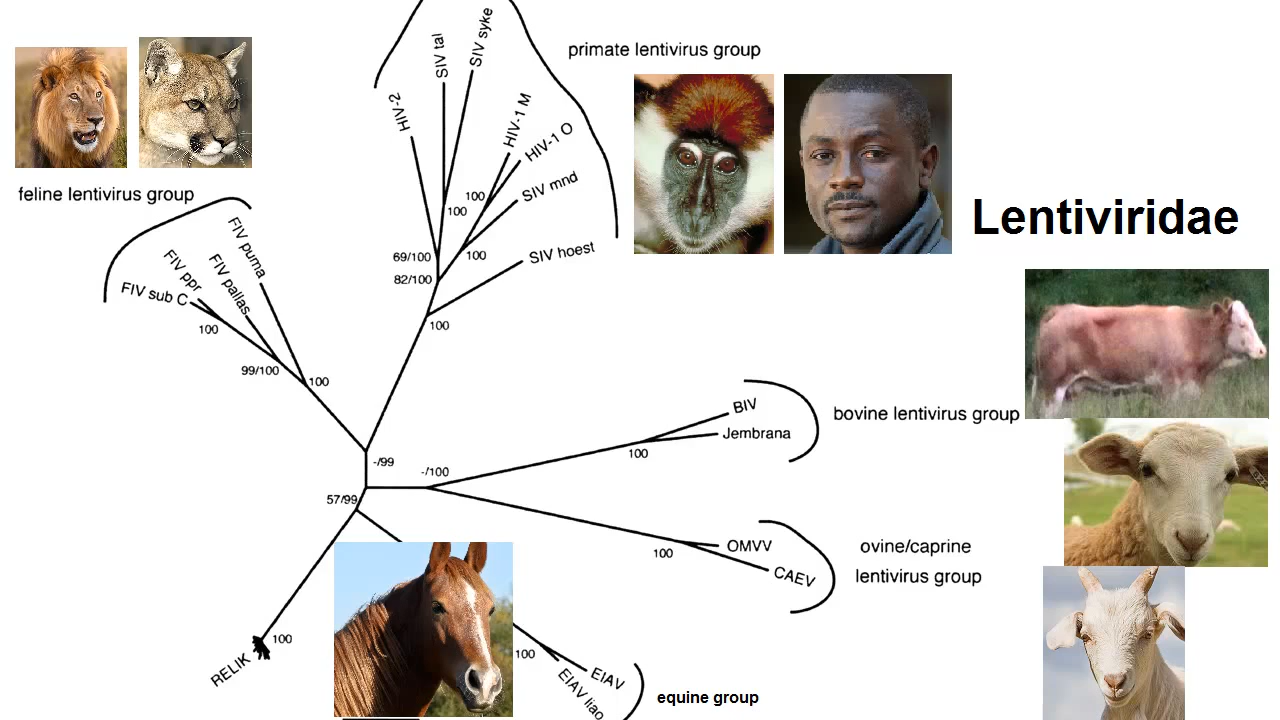 SIV tal
SIV syke
primate lentivirus group
HIV-2
HIV-1 M
HIV-1 O
feline lentivirus group
100
SIV mnd
100
Lentiviridae
FIV puma
69/100
100
SIV hoest
FIV ppr
FIV pallas
82/100
FIV sub C
100
100
99/100
100
BIV
bovine lentivirus group
Jembrana
100
-/99
-/100
57/99
OMVV
ovine/caprine
100
CAEV
lentivirus group
100
RELIK
100
EIAV
EIAV liao
equine group